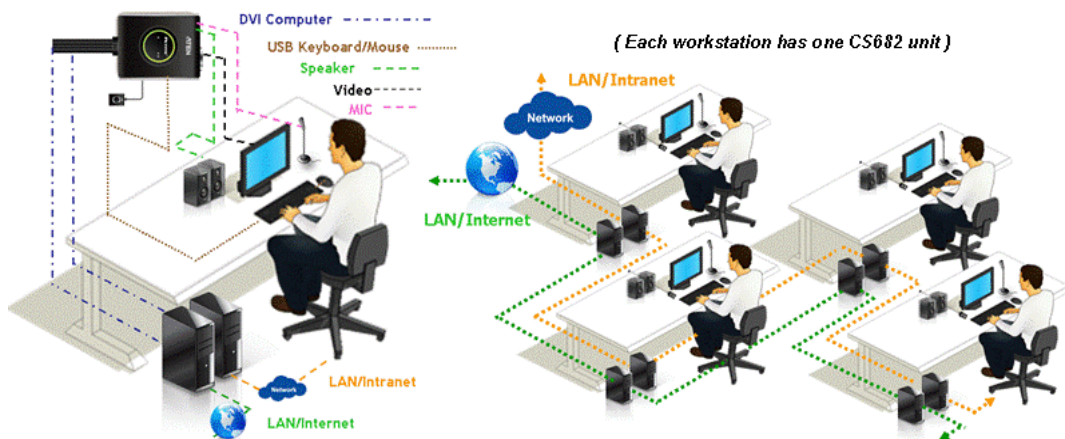 DVI Computer
USB Keyboard/Mouse
Speaker
Video
MIC
ATEN
Network
LAN/Intranet
LAN/Internet
( Each workstation has one CS682 unit )
LAN/Intranet
Network
LAN/Internet